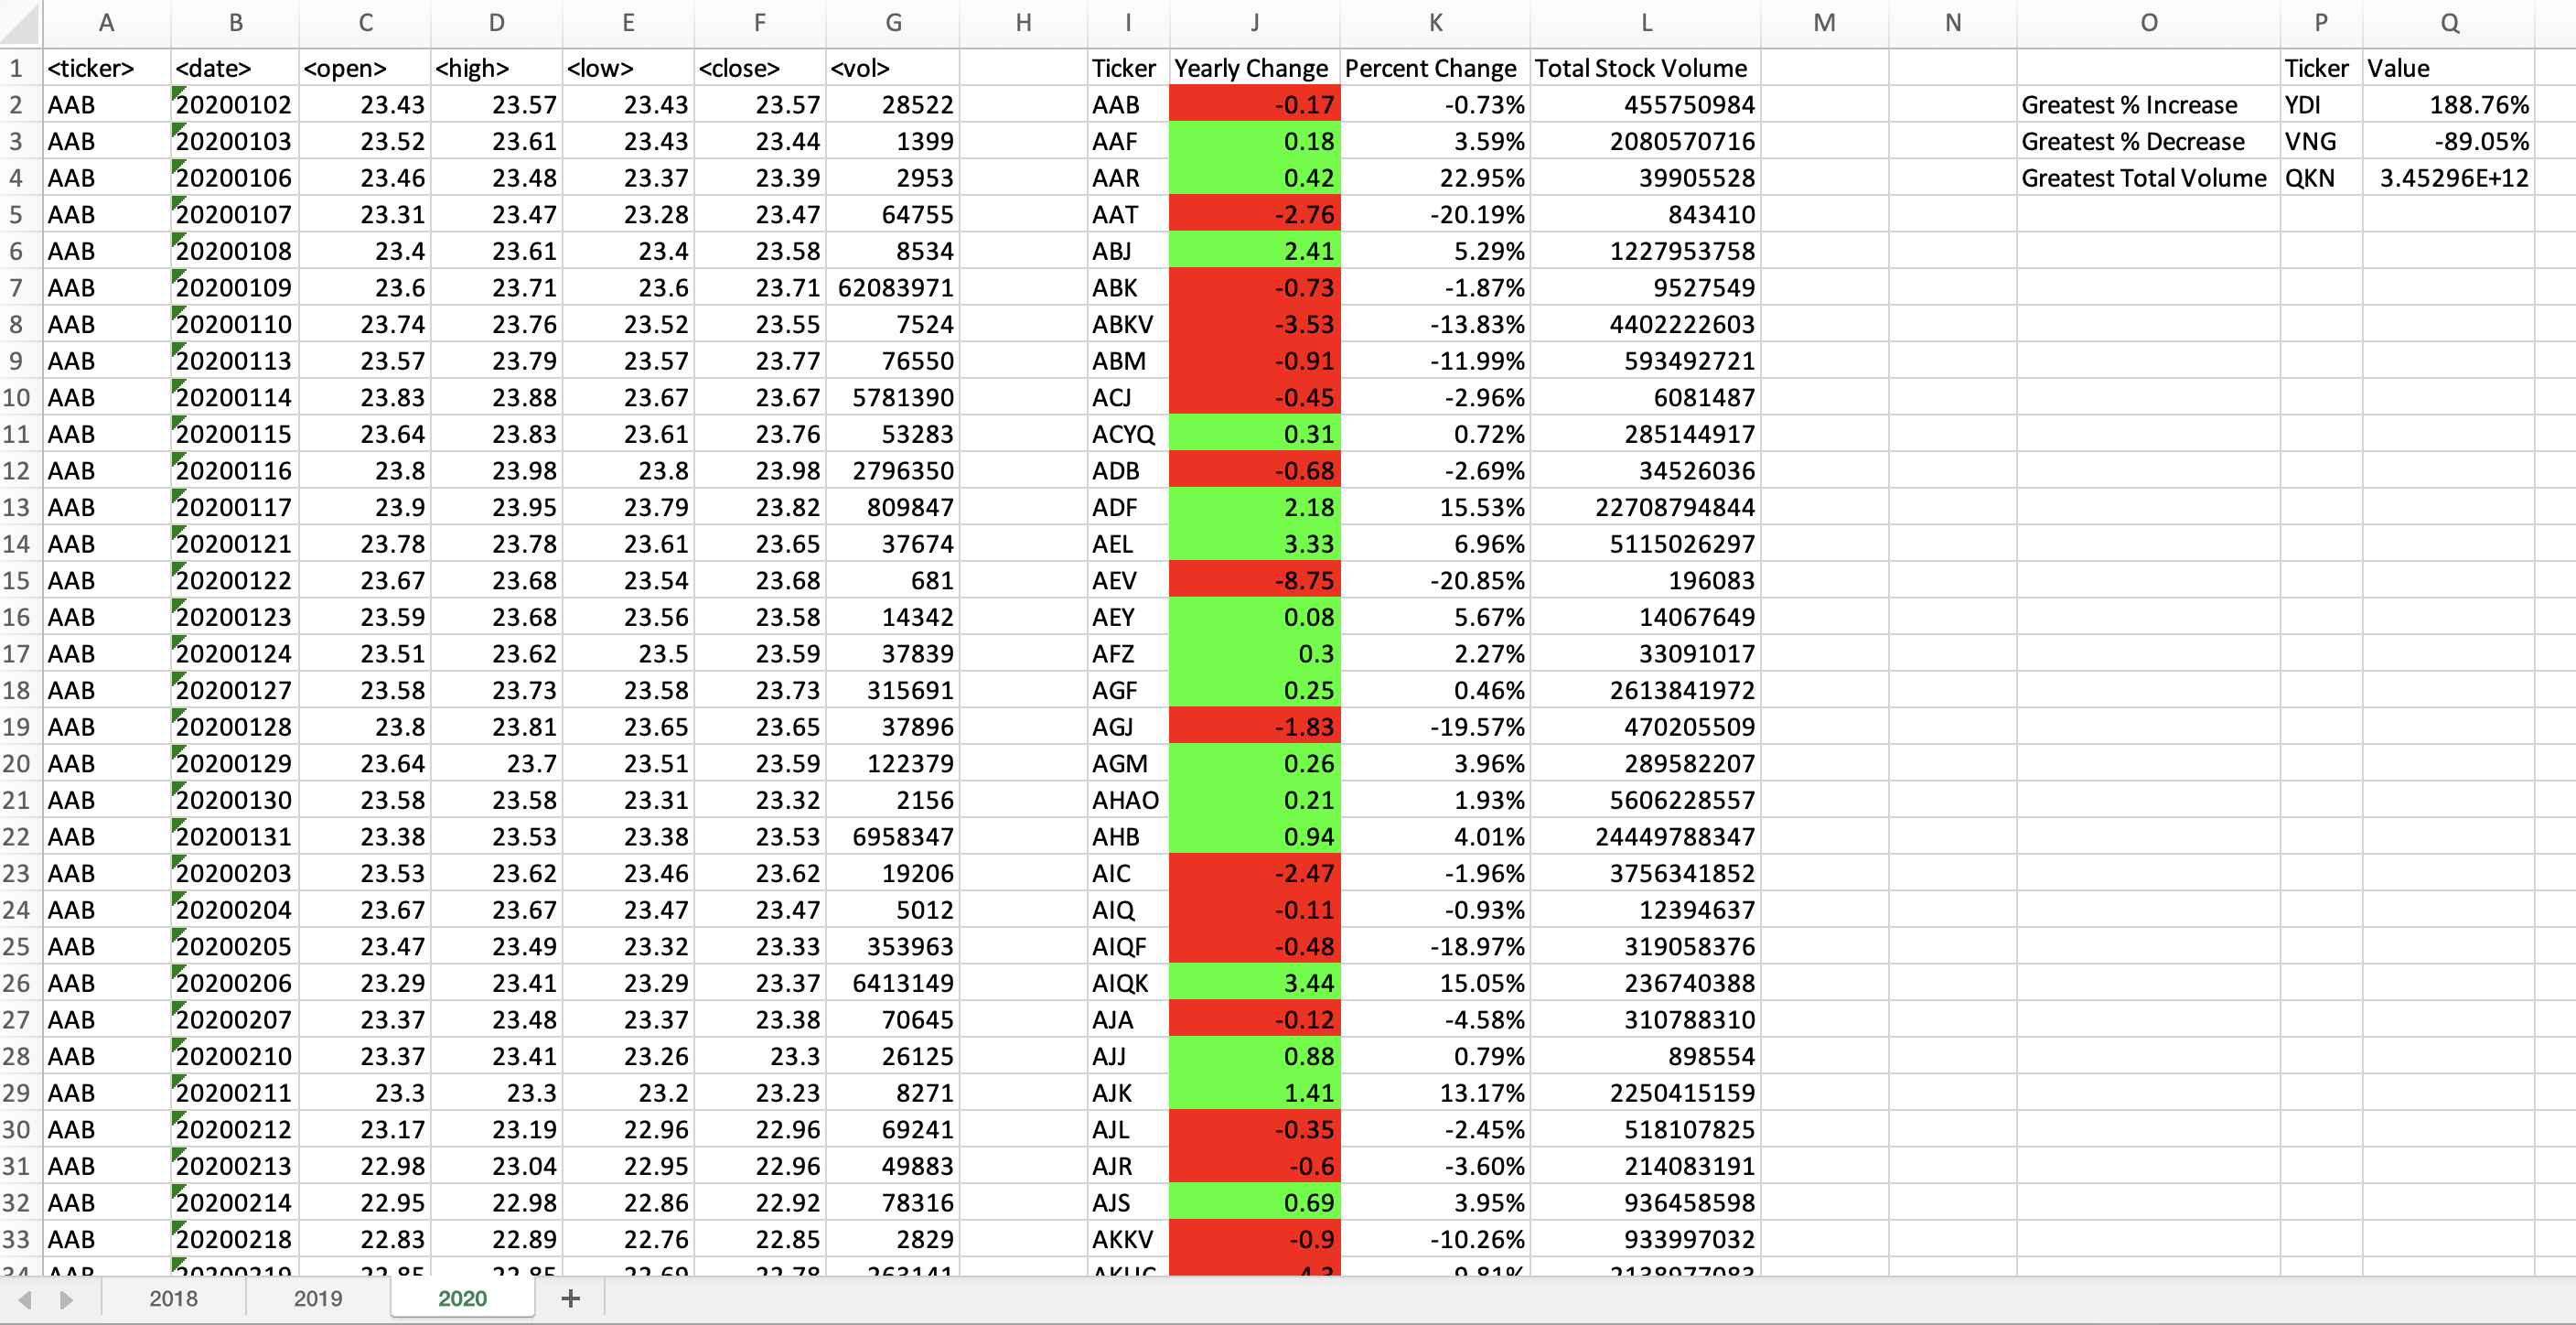 A B C D E F G H I J K L M N O P Q
1 <ticker> <date> <open> <high> <low> <close> <vol> Ticker Yearly Change Percent Change Total Stock Volume Ticker Value
2 AAB 20200102 23.43 23.57 23.43 23.57 28522 AAB -0.17 -0.73% 455750984 Greatest % Increase YDI 188.76%
3 AAB 20200103 23.52 23.61 23.43 23.44 1399 AAF 0.18 3.59% 2080570716 Greatest % Decrease VNG -89.05%
4 AAB 20200106 23.46 23.48 23.37 23.39 2953 AAR 0.42 22.95% 39905528 Greatest Total Volume QKN 3.45296E+12
5 AAB 20200107 23.31 23.47 23.28 23.47 64755 AAT -2.76 -20.19% 843410
6 AAB 20200108 23.4 23.61 23.4 23.58 8534 ABJ 2.41 5.29% 1227953758
7 AAB 20200109 23.6 23.71 23.6 23.71 62083971 ABK -0.73 -1.87% 9527549
8 AAB 20200110 23.74 23.76 23.52 23.55 7524 ABKV -3.53 -13.83% 4402222603
9 AAB 20200113 23.57 23.79 23.57 23.77 76550 ABM -0.91 -11.99% 593492721
10 AAB 20200114 23.83 23.88 23.67 23.67 5781390 ACJ -0.45 -2.96% 6081487
11 AAB 20200115 23.64 23.83 23.61 23.76 53283 ACYQ 0.31 0.72% 285144917
12 AAB 20200116 23.8 23.98 23.8 23.98 2796350 ADB -0.68 -2.69% 34526036
13 AAB 20200117 23.9 23.95 23.79 23.82 809847 ADF 2.18 15.53% 22708794844
14 AAB 20200121 23.78 23.78 23.61 23.65 37674 AEL 3.33 6.96% 5115026297
15 AAB 20200122 23.67 23.68 23.54 23.68 681 AEV -8.75 -20.85% 196083
16 AAB 20200123 23.59 23.68 23.56 23.58 14342 AEY 0.08 5.67% 14067649
17 AAB 20200124 23.51 23.62 23.5 23.59 37839 AFZ 0.3 2.27% 33091017
18 AAB 20200127 23.58 23.73 23.58 23.73 315691 AGF 0.25 0.46% 2613841972
19 AAB 20200128 23.8 23.81 23.65 23.65 37896 AGJ -1.83 -19.57% 470205509
20 AAB 20200129 23.64 23.7 23.51 23.59 122379 AGM 0.26 3.96% 289582207
21 AAB 20200130 23.58 23.58 23.31 23.32 2156 AHAO 0.21 1.93% 5606228557
22 AAB 20200131 23.38 23.53 23.38 23.53 6958347 AHB 0.94 4.01% 24449788347
23 AAB 20200203 23.53 23.62 23.46 23.62 19206 AIC -2.47 -1.96% 3756341852
24 AAB 20200204 23.67 23.67 23.47 23.47 5012 AIQ -0.11 -0.93% 12394637
25 AAB 20200205 23.47 23.49 23.32 23.33 353963 AIQF -0.48 -18.97% 319058376
26 AAB 20200206 23.29 23.41 23.29 23.37 6413149 AIQK 3.44 15.05% 236740388
27 AAB 20200207 23.37 23.48 23.37 23.38 70645 AJA -0.12 -4.58% 310788310
28 AAB 20200210 23.37 23.41 23.26 23.3 26125 AJJ 0.88 0.79% 898554
29 AAB 20200211 23.3 23.3 23.2 23.23 8271 AJK 1.41 13.17% 2250415159
30 AAB 20200212 23.17 23.19 22.96 22.96 69241 AJL -0.35 -2.45% 518107825
31 AAB 20200213 22.98 23.04 22.95 22.96 49883 AJR -0.6 -3.60% 214083191
32 AAB 20200214 22.95 22.98 22.86 22.92 78316 AJS 0.69 3.95% 936458598
33 AAB 20200218 22.83 22.89 22.76 22.85 2829 AKKV -0.9 -10.26% 933997032
34 AAB 20200219 22.85 22.85 22.69 22.78
2018 2019 2020 +